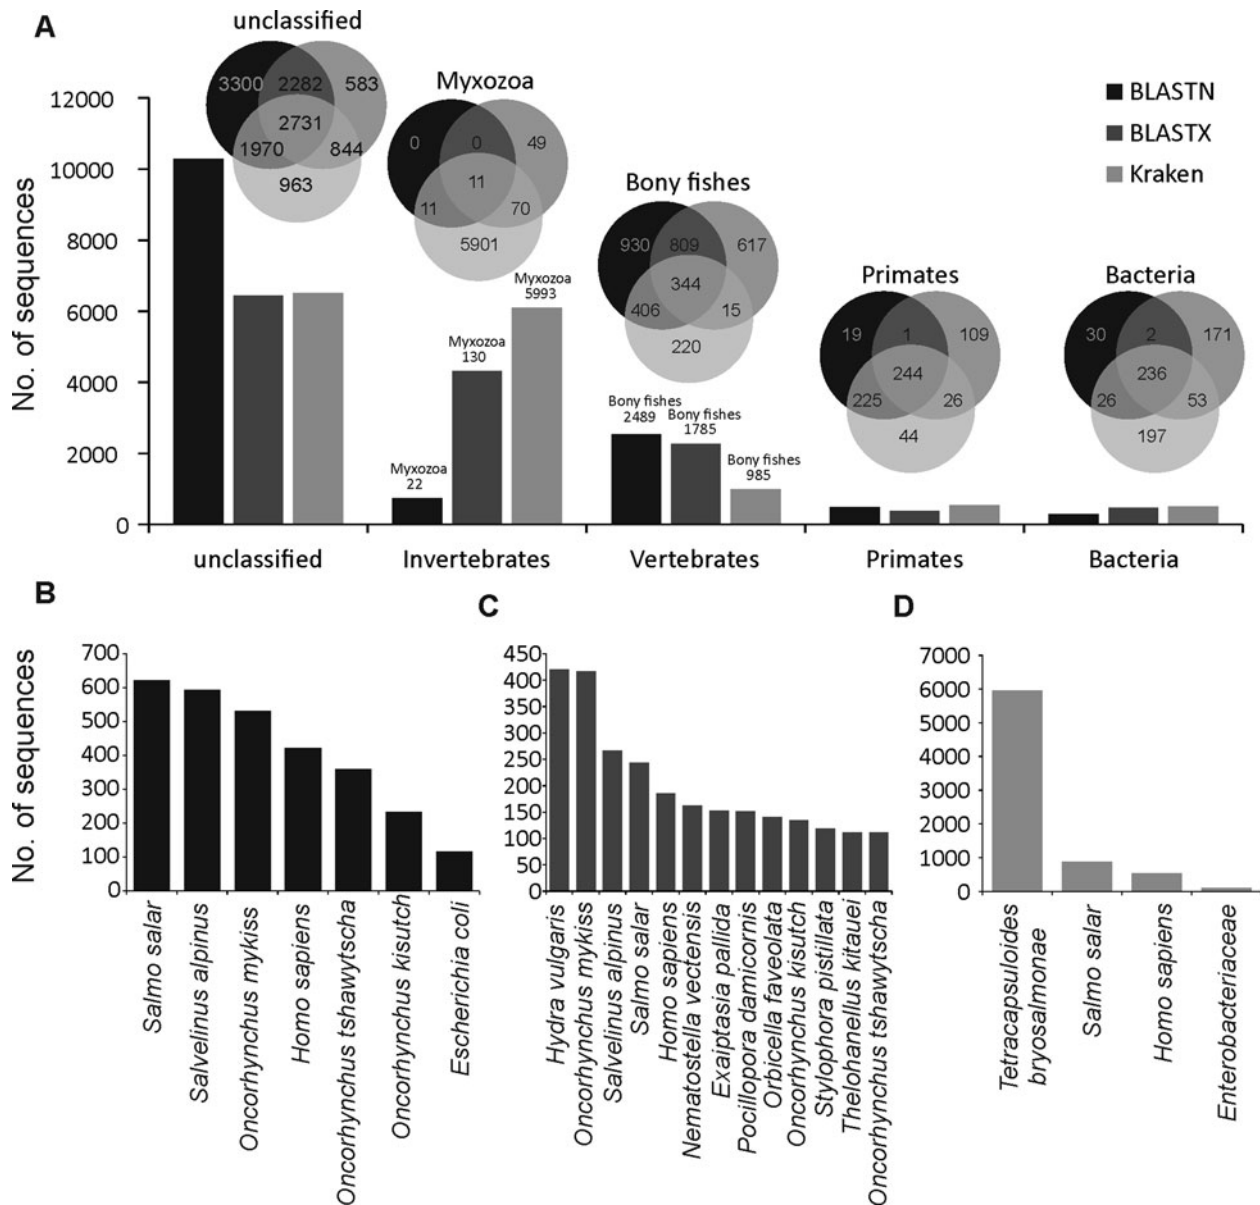 A
unclassified
3300 2282 583
2731
1970 844
963
Myxozoa
0 0 49
11
11 70
5901
Bony fishes
930 809 617
344
406 15
220
Primates
19 1 109
244
225 26
44
Bacteria
30 2 171
236
26 53
197
BLASTN
BLASTX
Kraken
No. of sequences
12000
10000
8000
6000
4000
2000
0
Myxozoa
22
Myxozoa
130
Myxozoa
5993
Bony fishes
2489
Bony fishes
1785
Bony fishes
985
unclassified
Invertebrates
Vertebrates
Primates
Bacteria
B
No. of sequences
700
600
500
400
300
200
100
0
Salmo salar
Salvelinus alpinus
Oncorhynchus mykiss
Homo sapiens
Oncorhynchus tshawytscha
Oncorhynchus kisutch
Escherichia coli
C
450
400
350
300
250
200
150
100
50
0
Hydra vulgaris
Oncorhynchus mykiss
Salvelinus alpinus
Salmo salar
Homo sapiens
Nematostella vectensis
Exaiptasia pallida
Pocillopora damicornis
Orbicella faveolata
Oncorhynchus kisutch
Stylophora pistillata
Thelohanellus kitauei
Oncorhynchus tshawytscha
D
7000
6000
5000
4000
3000
2000
1000
0
Tetracapsuloides
bryosalmonae
Salmo salar
Homo sapiens
Enterobacteriaceae